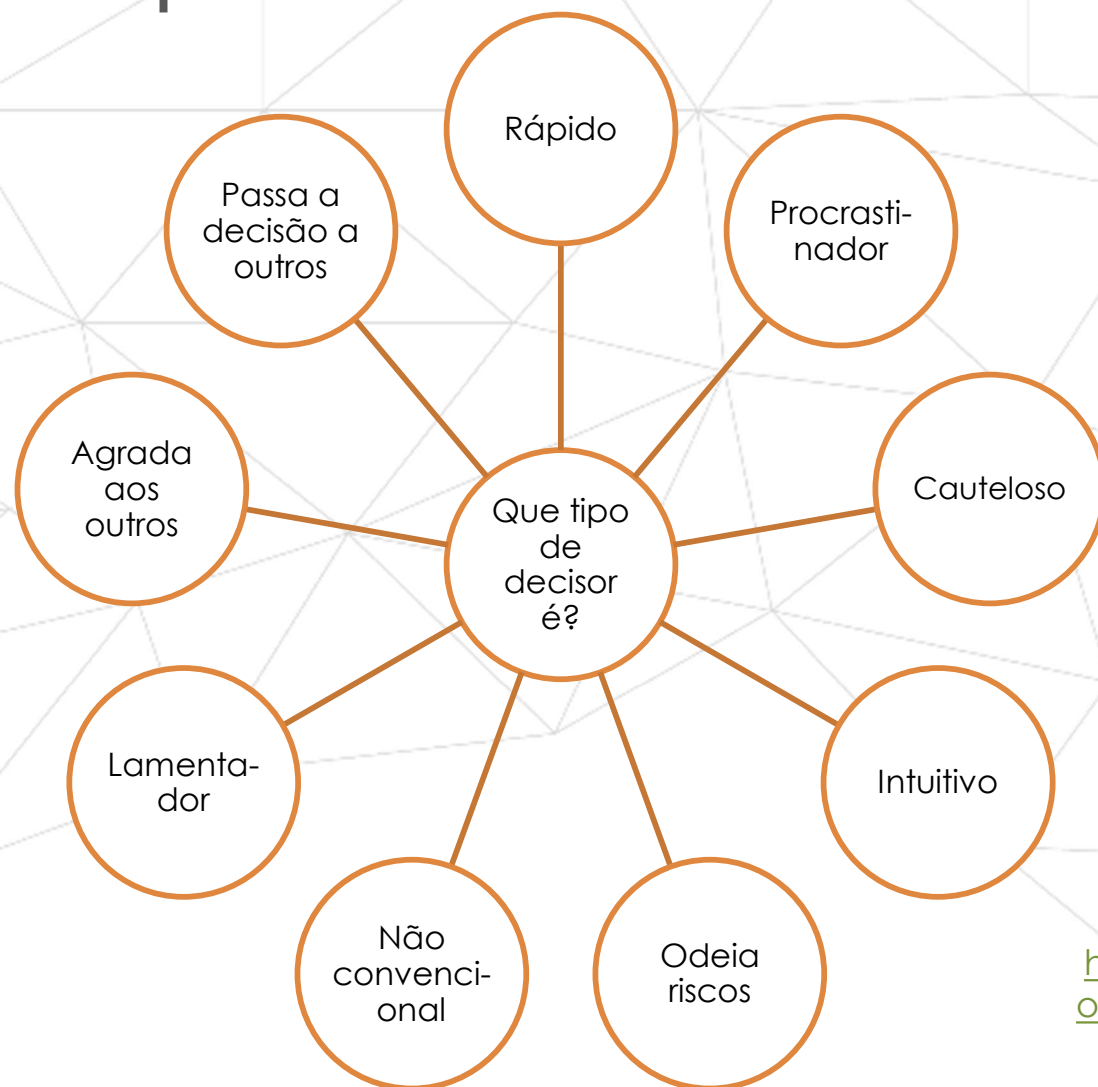 Rápido
Procrasti-
nador
Cauteloso
Intuitivo
Odeia
riscos
Não
convenci-
onal
Lamenta-
dor
Agrada
aos
outros
Passa a
decisão a
outros
Que tipo
de
decisor
é?